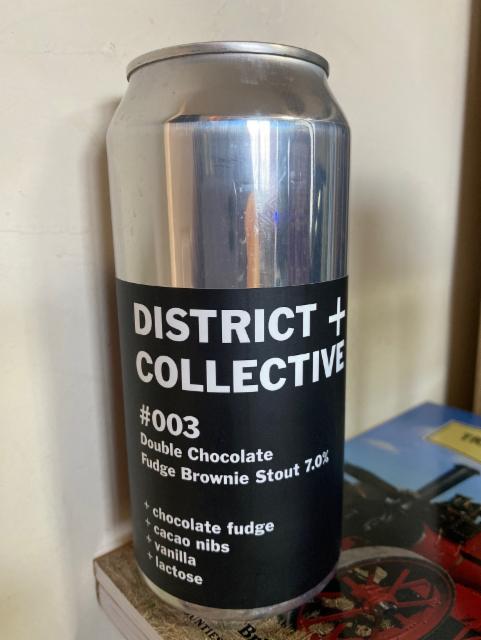 DISTRICT +
COLLECTIVE
#003
Double Chocolate
Fudge Brownie Stout 7.0%
+ chocolate fudge
+ cacao nibs
+ vanilla
+ lactose